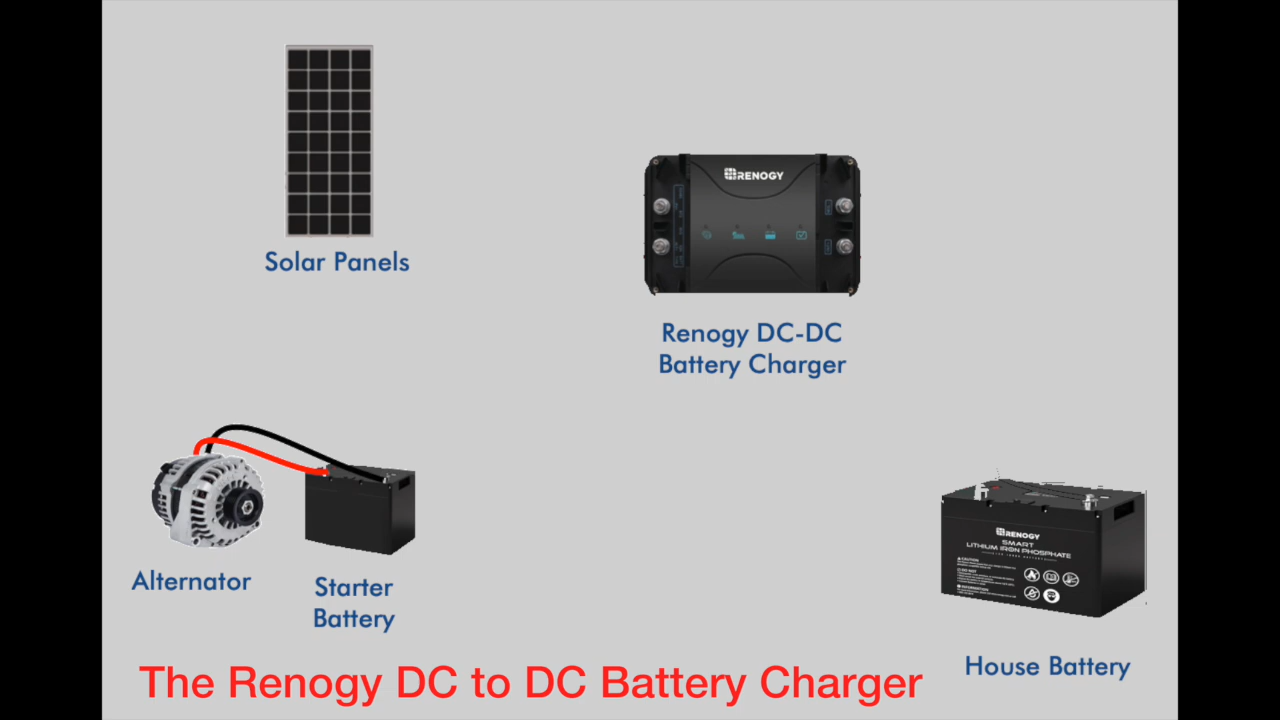 RENOGY
Solar Panels
Renogy DC-DC
Battery Charger
RENOGY
SMART
LITHIUM IRON PHOSPHATE
Alternator
Starter
Battery
House Battery
The Renogy DC to DC Battery Charger